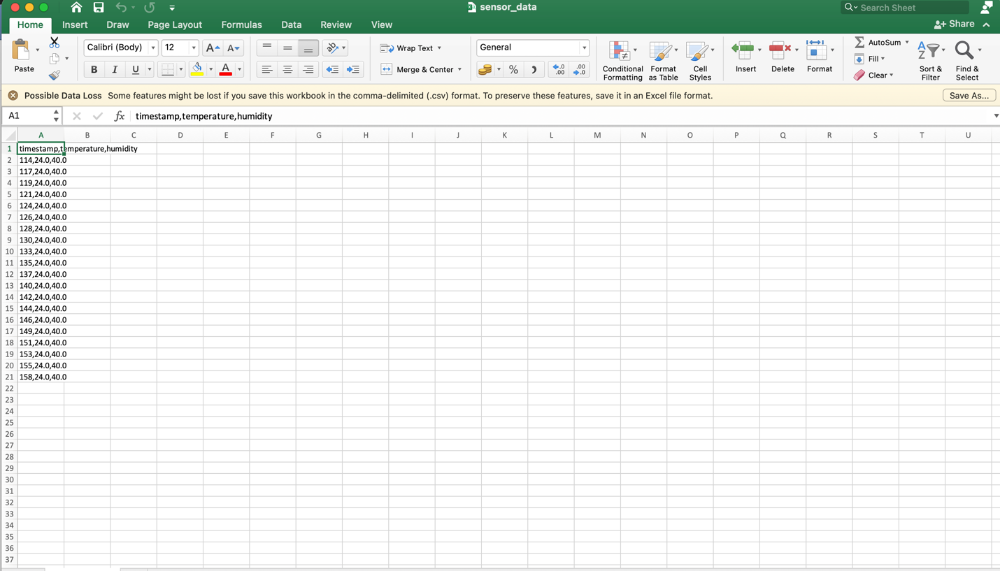 sensor_data
Search Sheet
Home Insert Draw Page Layout Formulas Data Review View
Share
Paste
Calibri (Body) 12 A A
B I U A
Wrap Text
Merge & Center
General
% .0 .00 .00 .0
Conditional Formatting
Format as Table
Cell Styles
Insert
Delete
Format
AutoSum
Fill
Clear
A Z
Sort & Filter
Find & Select
Possible Data Loss Some features might be lost if you save this workbook in the comma-delimited (.csv) format. To preserve these features, save it in an Excel file format. Save As...
A1 fx timestamp,temperature,humidity
A B C D E F G H I J K L M N O P Q R S T U
1 timestamp,temperature,humidity
2 114,24.0,40.0
3 117,24.0,40.0
4 119,24.0,40.0
5 121,24.0,40.0
6 124,24.0,40.0
7 126,24.0,40.0
8 128,24.0,40.0
9 130,24.0,40.0
10 133,24.0,40.0
11 135,24.0,40.0
12 137,24.0,40.0
13 140,24.0,40.0
14 142,24.0,40.0
15 144,24.0,40.0
16 146,24.0,40.0
17 149,24.0,40.0
18 151,24.0,40.0
19 153,24.0,40.0
20 155,24.0,40.0
21 158,24.0,40.0
22
23
24
25
26
27
28
29
30
31
32
33
34
35
36
37